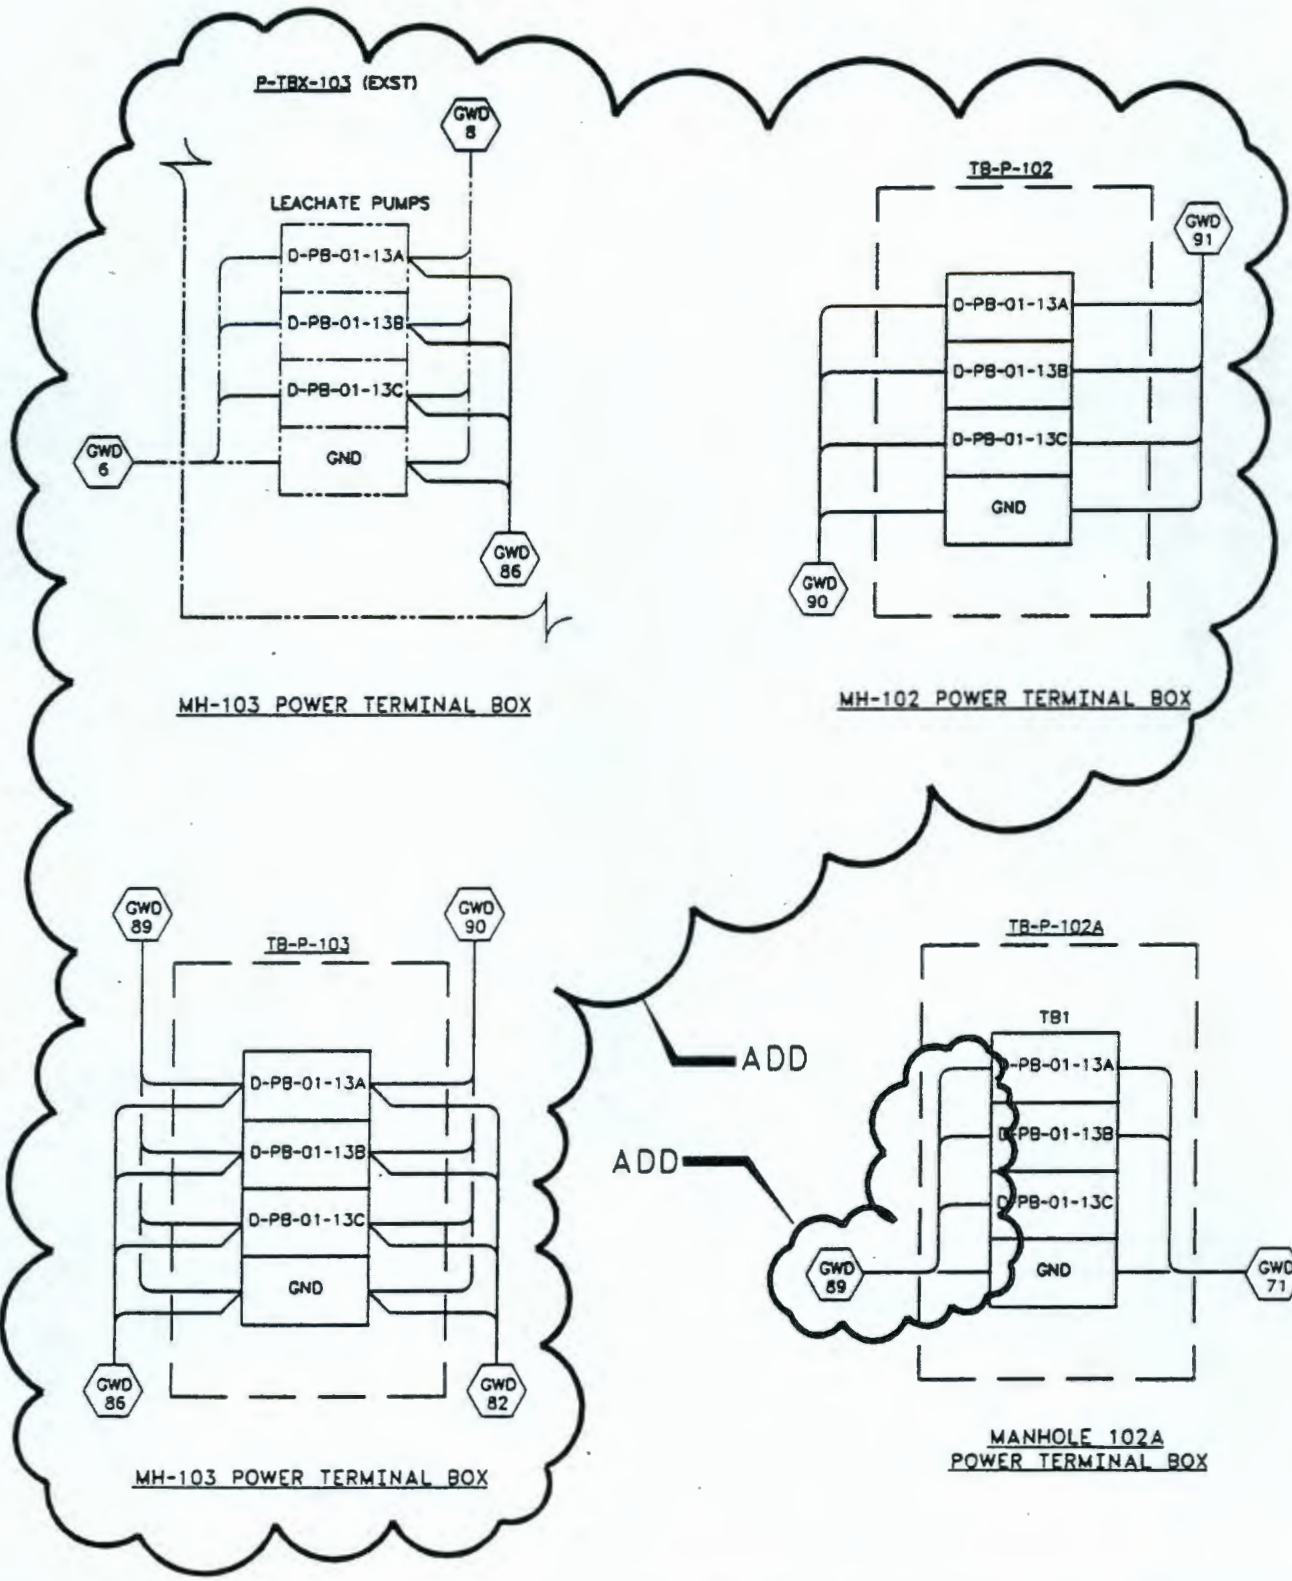 P-TBX-103 (EXST)
GWD
8
LEACHATE PUMPS
D-PB-01-13A
D-PB-01-13B
D-PB-01-13C
GND
GWD
6
GWD
86
MH-103 POWER TERMINAL BOX
TB-P-102
GWD
91
D-PB-01-13A
D-PB-01-13B
D-PB-01-13C
GND
GWD
90
MH-102 POWER TERMINAL BOX
GWD
89
GWD
90
TB-P-103
D-PB-01-13A
D-PB-01-13B
D-PB-01-13C
GND
GWD
86
GWD
82
MH-103 POWER TERMINAL BOX
ADD
ADD
TB-P-102A
TB1
D-PB-01-13A
D-PB-01-13B
D-PB-01-13C
GND
GWD
89
GWD
71
MANHOLE 102A
POWER TERMINAL BOX